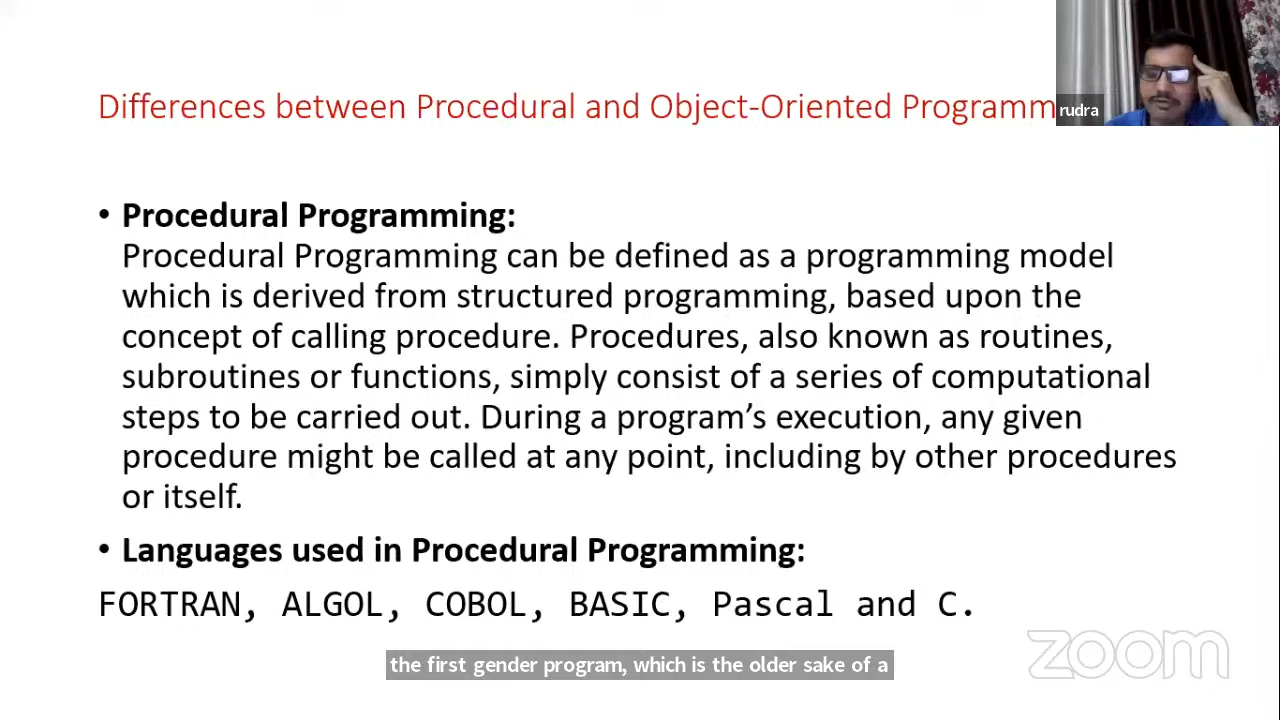 Differences between Procedural and Object-Oriented Programm
rudra
• Procedural Programming:
Procedural Programming can be defined as a programming model
which is derived from structured programming, based upon the
concept of calling procedure. Procedures, also known as routines,
subroutines or functions, simply consist of a series of computational
steps to be carried out. During a program’s execution, any given
procedure might be called at any point, including by other procedures
or itself.
• Languages used in Procedural Programming:
FORTRAN, ALGOL, COBOL, BASIC, Pascal and C.
zoom
the first gender program, which is the older sake of a